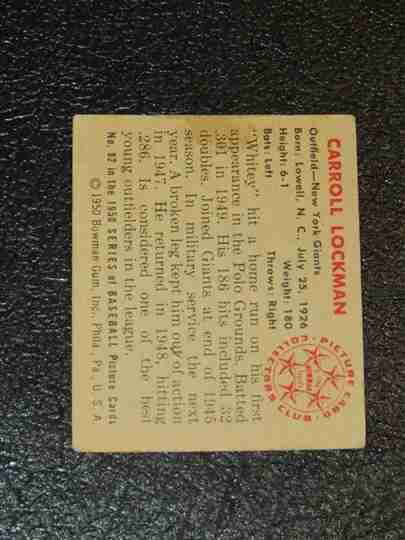 CARROLL LOCKMAN
Outfield—New York Giants
Born: Lowell, N. C., July 25, 1926
Height: 6-1 Weight: 180
Bats: Left Throws: Right
"Whitey" hit a home run on his first
appearance in the Polo Grounds. Batted
.301 in 1949. His 186 hits included 32
doubles. Joined Giants at end of 1945
season. In military service the next
year. A broken leg kept him out of action
in 1947. He returned in 1948, hitting
.286. Is considered one of the best
young outfielders in the league.
No. 82 in the 1950 SERIES of BASEBALL Picture Cards
© 1950 Bowman Gum, Inc., Phila., Pa., U. S. A.
PICTURE CARD
COLLECTORS CLUB